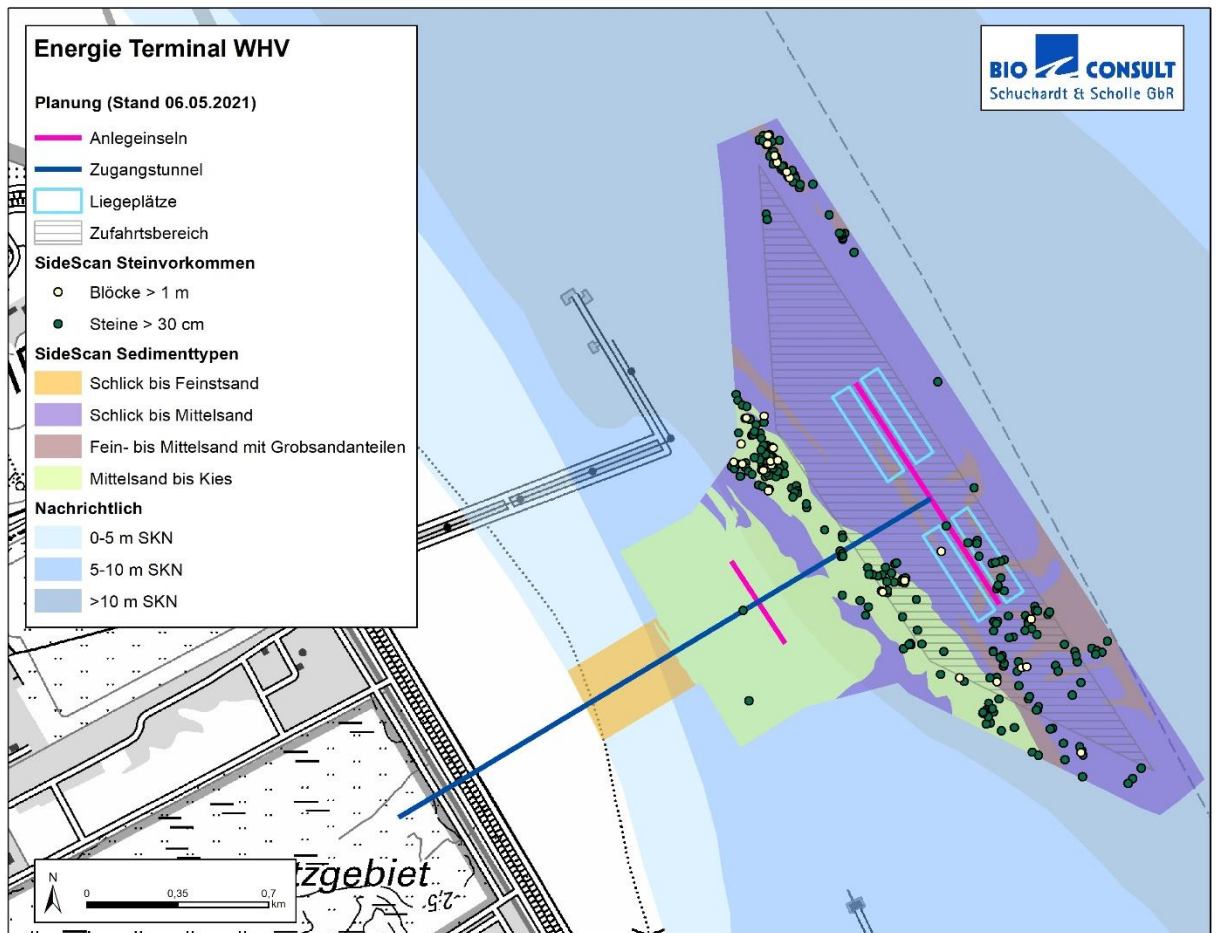 Energie Terminal WHV
Planung (Stand 06.05.2021)
Anlegeinseln
Zugangstunnel
Liegeplätze
Zufahrtsbereich
SideScan Steinvorkommen
Blöcke > 1 m
Steine > 30 cm
SideScan Sedimenttypen
Schlick bis Feinstsand
Schlick bis Mittelsand
Fein- bis Mittelsand mit Grobsandanteilen
Mittelsand bis Kies
Nachrichtlich
0-5 m SKN
5-10 m SKN
>10 m SKN
BIO CONSULT
Schuchardt & Scholle GbR
tzgebiet
-2,5
N
0 0,35 0,7
km